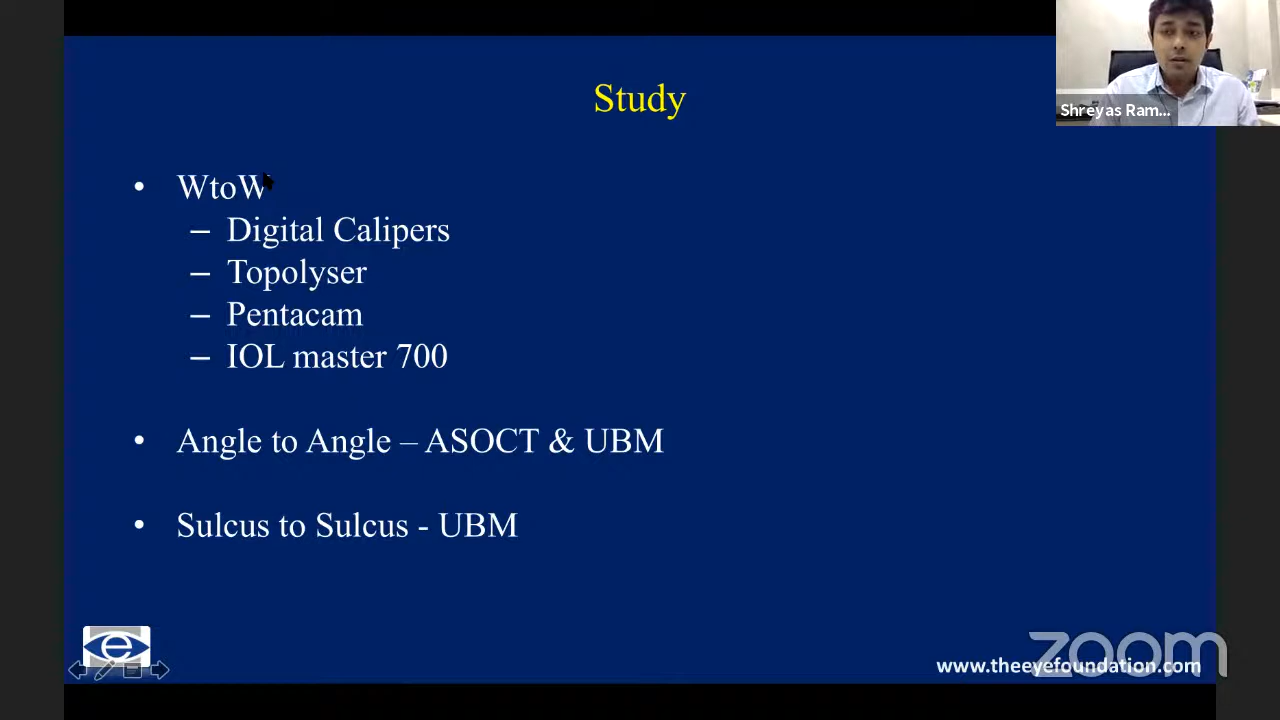 Study
Shreyas Ram...
• WtoW
– Digital Calipers
– Topolyser
– Pentacam
– IOL master 700
• Angle to Angle – ASOCT & UBM
• Sulcus to Sulcus - UBM
e
zoom
www.theeyefoundation.com